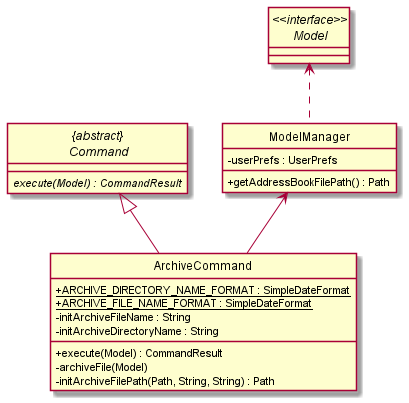 <<interface>>
Model
{abstract}
Command
execute(Model) : CommandResult
ModelManager
-userPrefs : UserPrefs
+getAddressBookFilePath() : Path
ArchiveCommand
+ARCHIVE_DIRECTORY_NAME_FORMAT : SimpleDateFormat
+ARCHIVE_FILE_NAME_FORMAT : SimpleDateFormat
-initArchiveFileName : String
-initArchiveDirectoryName : String
+execute(Model) : CommandResult
-archiveFile(Model)
-initArchiveFilePath(Path, String, String) : Path